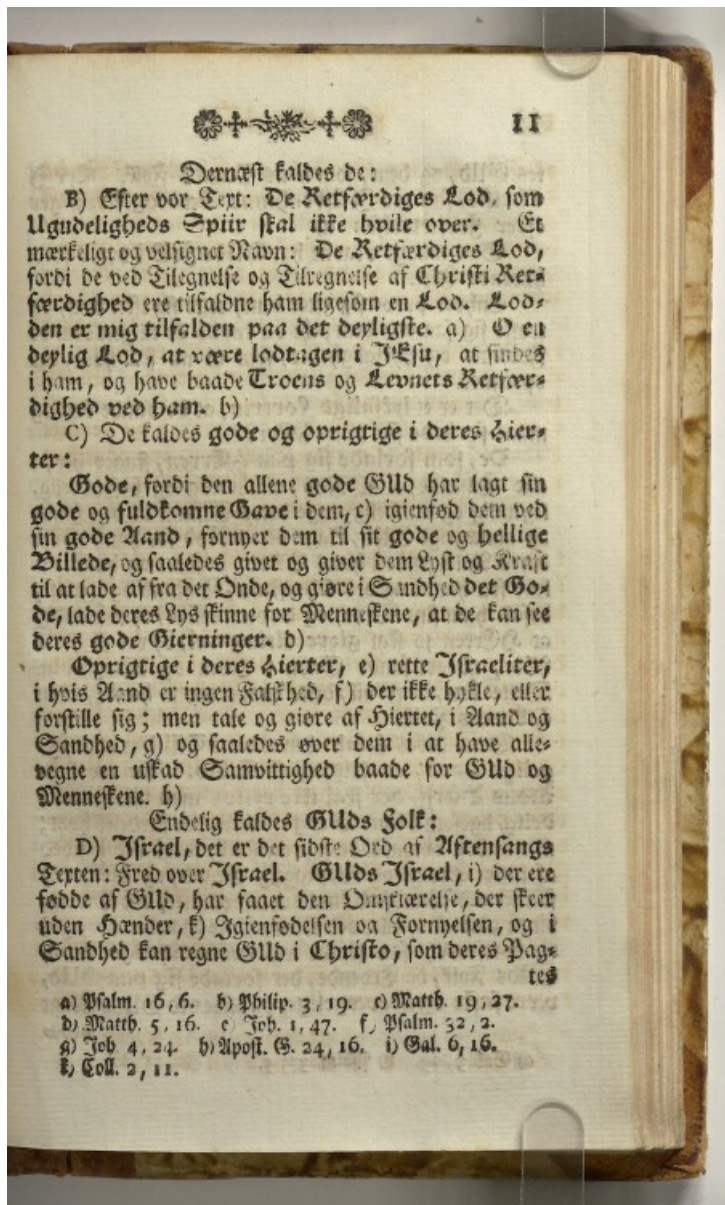 11
Dernæst kaldes de:
B) Efter vor Text: De Retfærdiges Lod, som
Ugudeligheds Spiir skal ikke hvile over. Et
mærkeligt og velsignet Navn: De Retfærdiges Lod,
fordi de ved Tilegnelse og Tilregnelse af Christi Ret-
færdighed ere tilfaldne ham ligesom en Lod. Lod-
den er mig tilfalden paa det deyligste. a) O en
deylig Lod, at være lodtagen i JEsu, at findes
i ham, og have baade Troens og Levnets Retfær-
dighed ved ham. b)
C) De kaldes gode og oprigtige i deres Hier-
ter:
Gode, fordi den allene gode GUd har lagt sin
gode og fuldkomne Gave i dem, c) igienfød dem ved
sin gode Aand, fornyer dem til sit gode og hellige
Billede, og saaledes givet og giver dem Lyst og Kraft
til at lade af fra det Onde, og giøre i Sandhed det Go-
de, lade deres Lys skinne for Menneskene, at de kan see
deres gode Gierninger. d)
Oprigtige i deres Hierter, e) rette Israeliter,
i hvis Aand er ingen Falskhed, f) der ikke hykle, eller
forstille sig; men tale og giøre af Hiertet, i Aand og
Sandhed, g) og saaledes øver dem i at have alle-
vegne en uskad Samvittighed baade for GUd og
Menneskene. h)
Endelig kaldes GUds Folk:
D) Israel, det er det sidste Ord af Aftensangs
Texten: Fred over Israel. GUds Israel, i) der ere
fødde af GUd, har faaet den Omskiærelse, der skeer
uden Hænder, k) Igienfødelsen og Fornyelsen, og i
Sandhed kan regne GUd i Christo, som deres Pag-
tes
a) Psalm. 16, 6. b) Philip. 3, 19. c) Matth. 19, 27.
d) Matth. 5, 16. e) Joh. 1, 47. f) Psalm. 32, 2.
g) Joh 4, 24. h) Apost. G. 24, 16. i) Gal. 6, 16.
k) Coll. 2, 11.